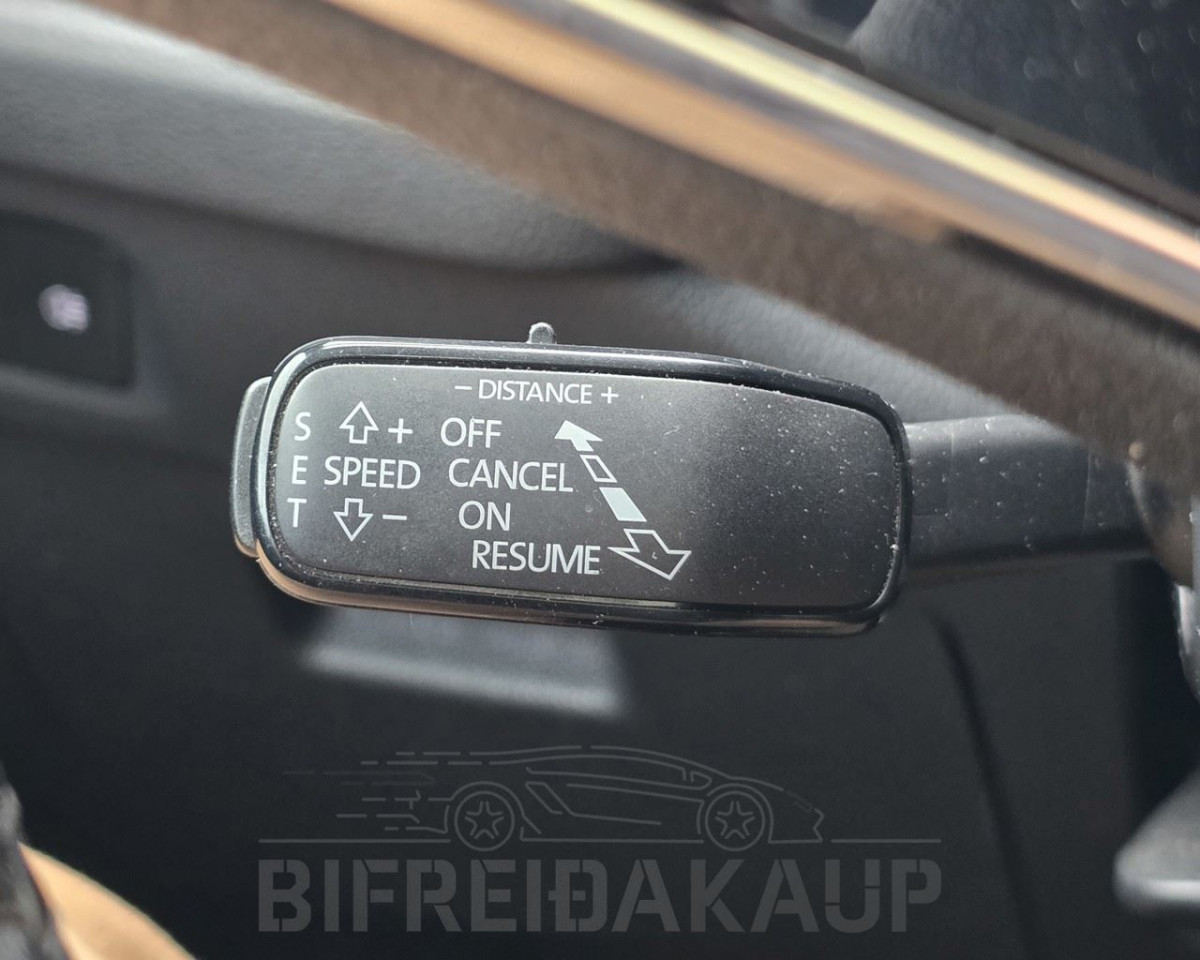 - DISTANCE +
S + OFF
E SPEED CANCEL
T - ON
RESUME
BIFREIÐAKAUP